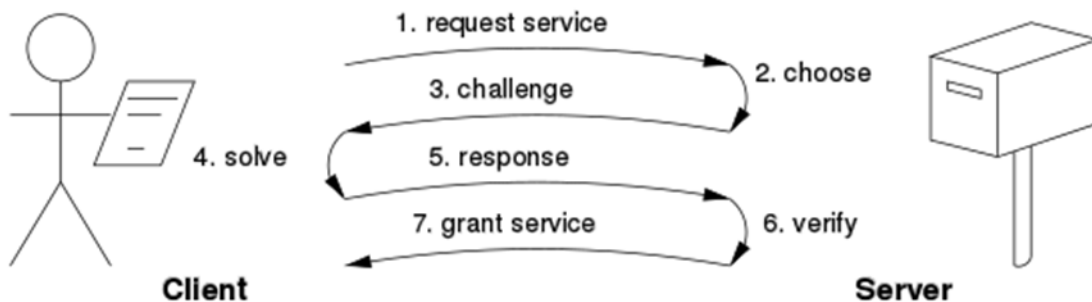 1. request service
2. choose
3. challenge
4. solve
5. response
6. verify
7. grant service
Client
Server